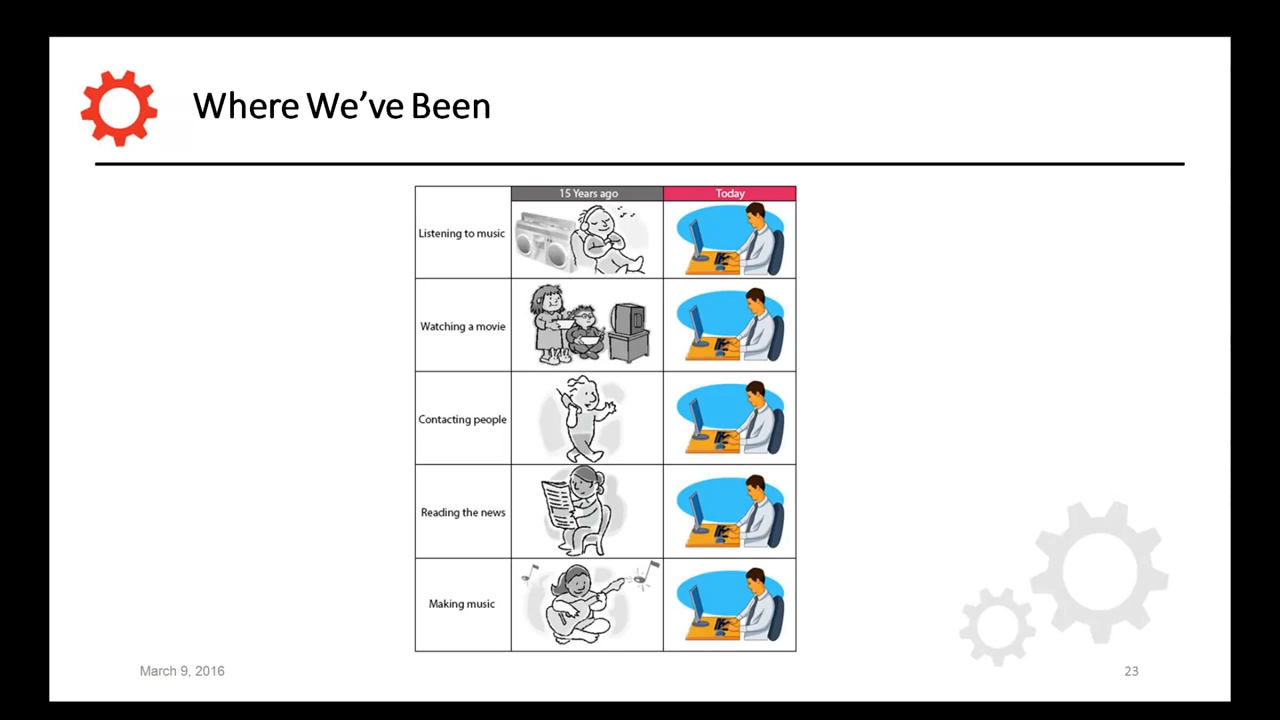 Where We’ve Been
15 Years ago
Today
Listening to music
Watching a movie
Contacting people
Reading the news
Making music
March 9, 2016
23